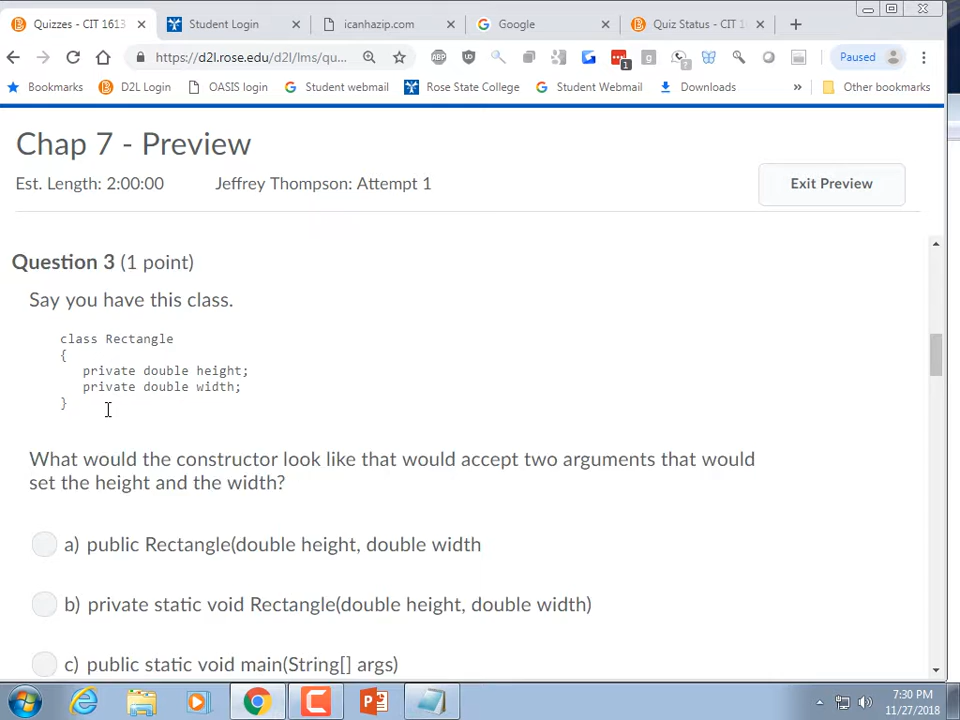 Quizzes - CIT 1613
Student Login
icanhazip.com
Google
Quiz Status - CIT 1
https://d2l.rose.edu/d2l/lms/qu...
ABP
1
g
?
Paused
Bookmarks
D2L Login
OASIS login
Student webmail
Rose State College
Student Webmail
Downloads
»
Other bookmarks
Chap 7 - Preview
Est. Length: 2:00:00 Jeffrey Thompson: Attempt 1
Exit Preview
Question 3 (1 point)
Say you have this class.
class Rectangle
{
private double height;
private double width;
}
What would the constructor look like that would accept two arguments that would
set the height and the width?
a) public Rectangle(double height, double width
b) private static void Rectangle(double height, double width)
c) public static void main(String[] args)
7:30 PM
11/27/2018